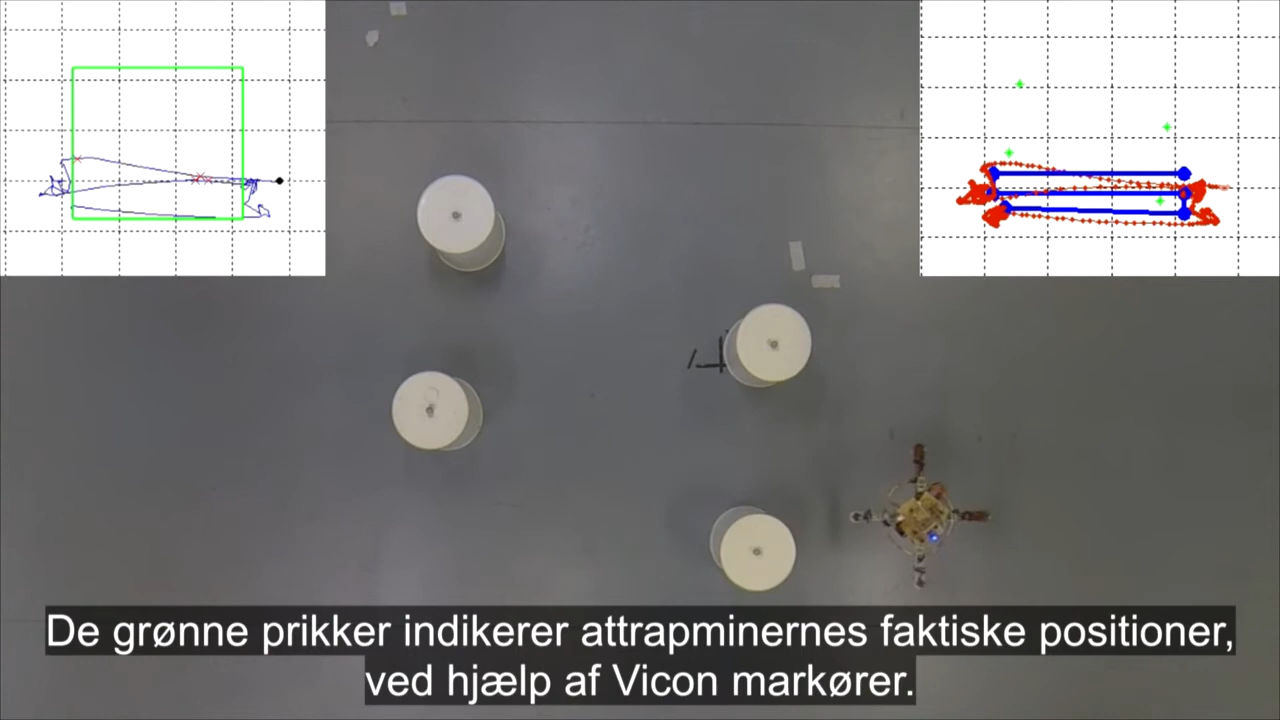 De grønne prikker indikerer attrapminernes faktiske positioner,
ved hjælp af Vicon markører.